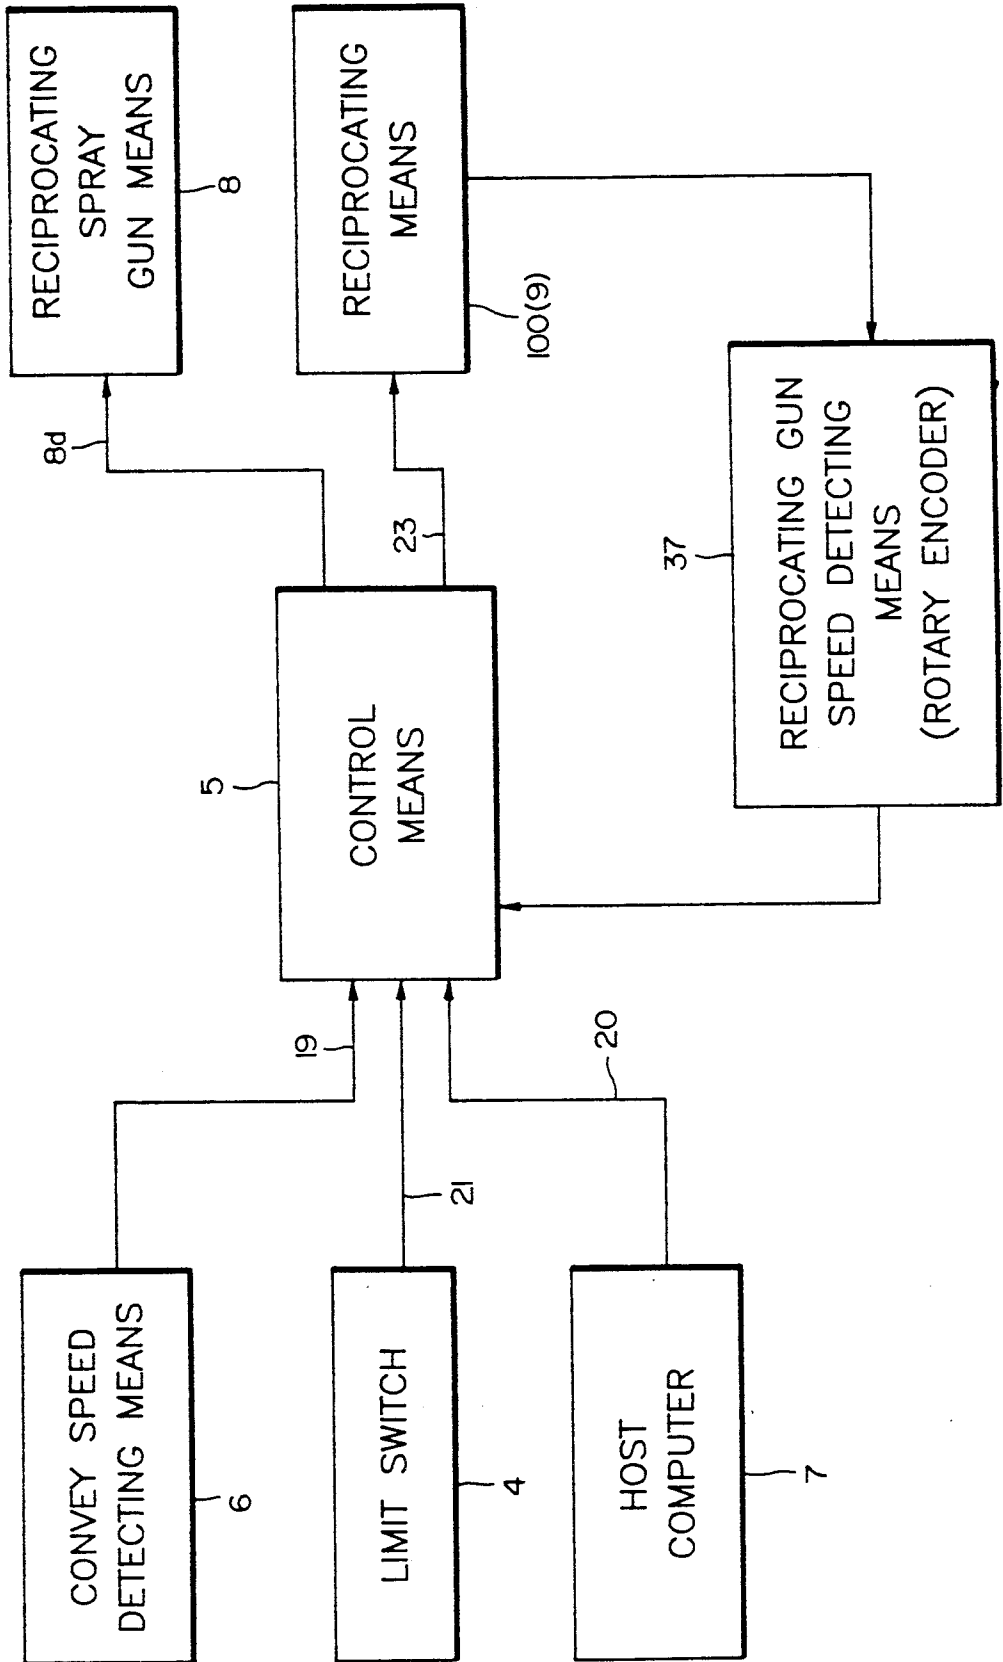 CONVEY SPEED
DETECTING MEANS
6
19
LIMIT SWITCH
4
21
HOST
COMPUTER
7
20
CONTROL
MEANS
5
8d
RECIPROCATING
SPRAY
GUN MEANS
8
23
RECIPROCATING
MEANS
100(9)
RECIPROCATING GUN
SPEED DETECTING
MEANS
(ROTARY ENCODER)
37